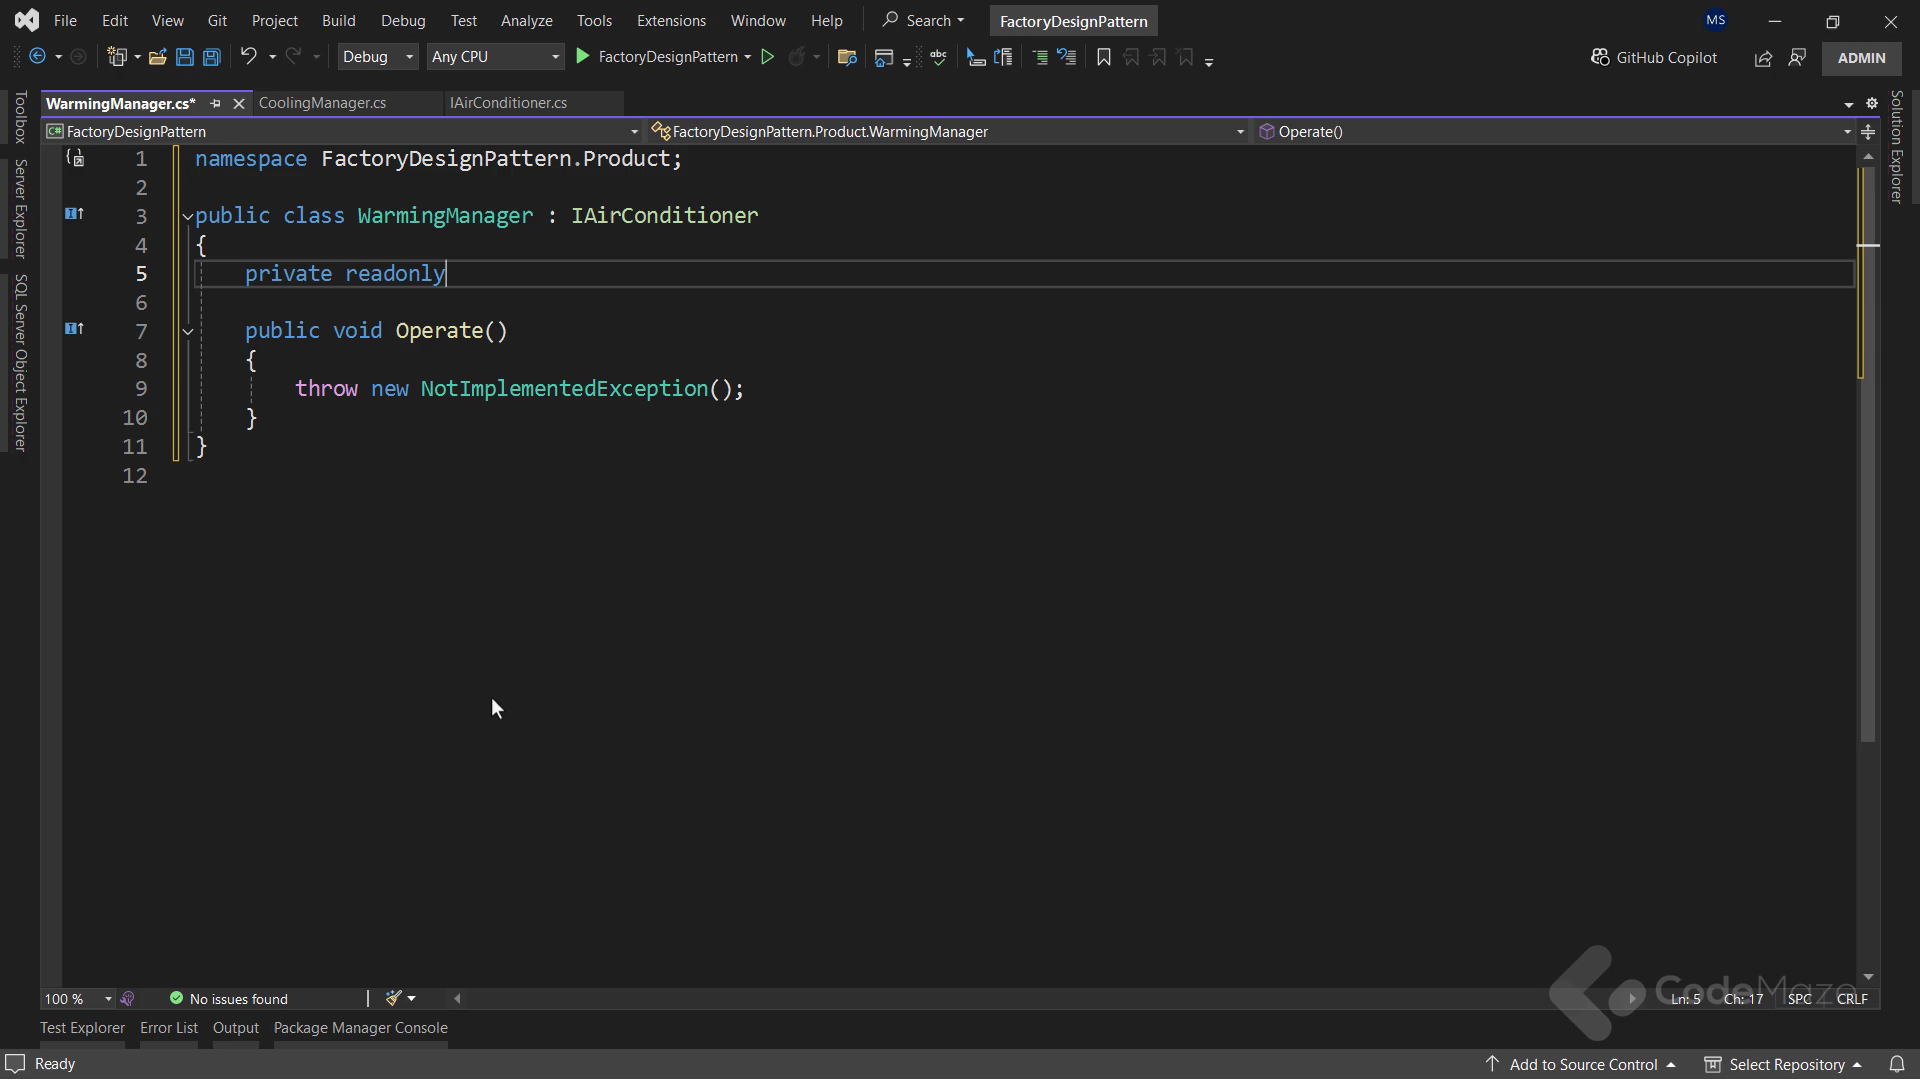 File Edit View Git Project Build Debug Test Analyze Tools Extensions Window Help Search FactoryDesignPattern MS
Debug Any CPU FactoryDesignPattern abc GitHub Copilot ADMIN
WarmingManager.cs* CoolingManager.cs IAirConditioner.cs
C# FactoryDesignPattern FactoryDesignPattern.Product.WarmingManager Operate()
Toolbox
Server Explorer
SQL Server Object Explorer
Solution Explorer
1 namespace FactoryDesignPattern.Product;
2
3 public class WarmingManager : IAirConditioner
4 {
5 private readonly
6
7 public void Operate()
8 {
9 throw new NotImplementedException();
10 }
11 }
12
100 % No issues found Ln: 5 Ch: 17 SPC CRLF
CodeMaze
Test Explorer Error List Output Package Manager Console
Ready Add to Source Control Select Repository